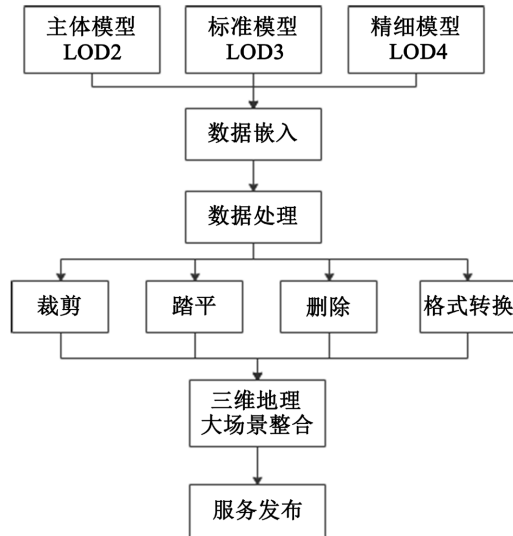 主体模型
LOD2
标准模型
LOD3
精细模型
LOD4
数据嵌入
数据处理
裁剪
踏平
删除
格式转换
三维地理
大场景整合
服务发布